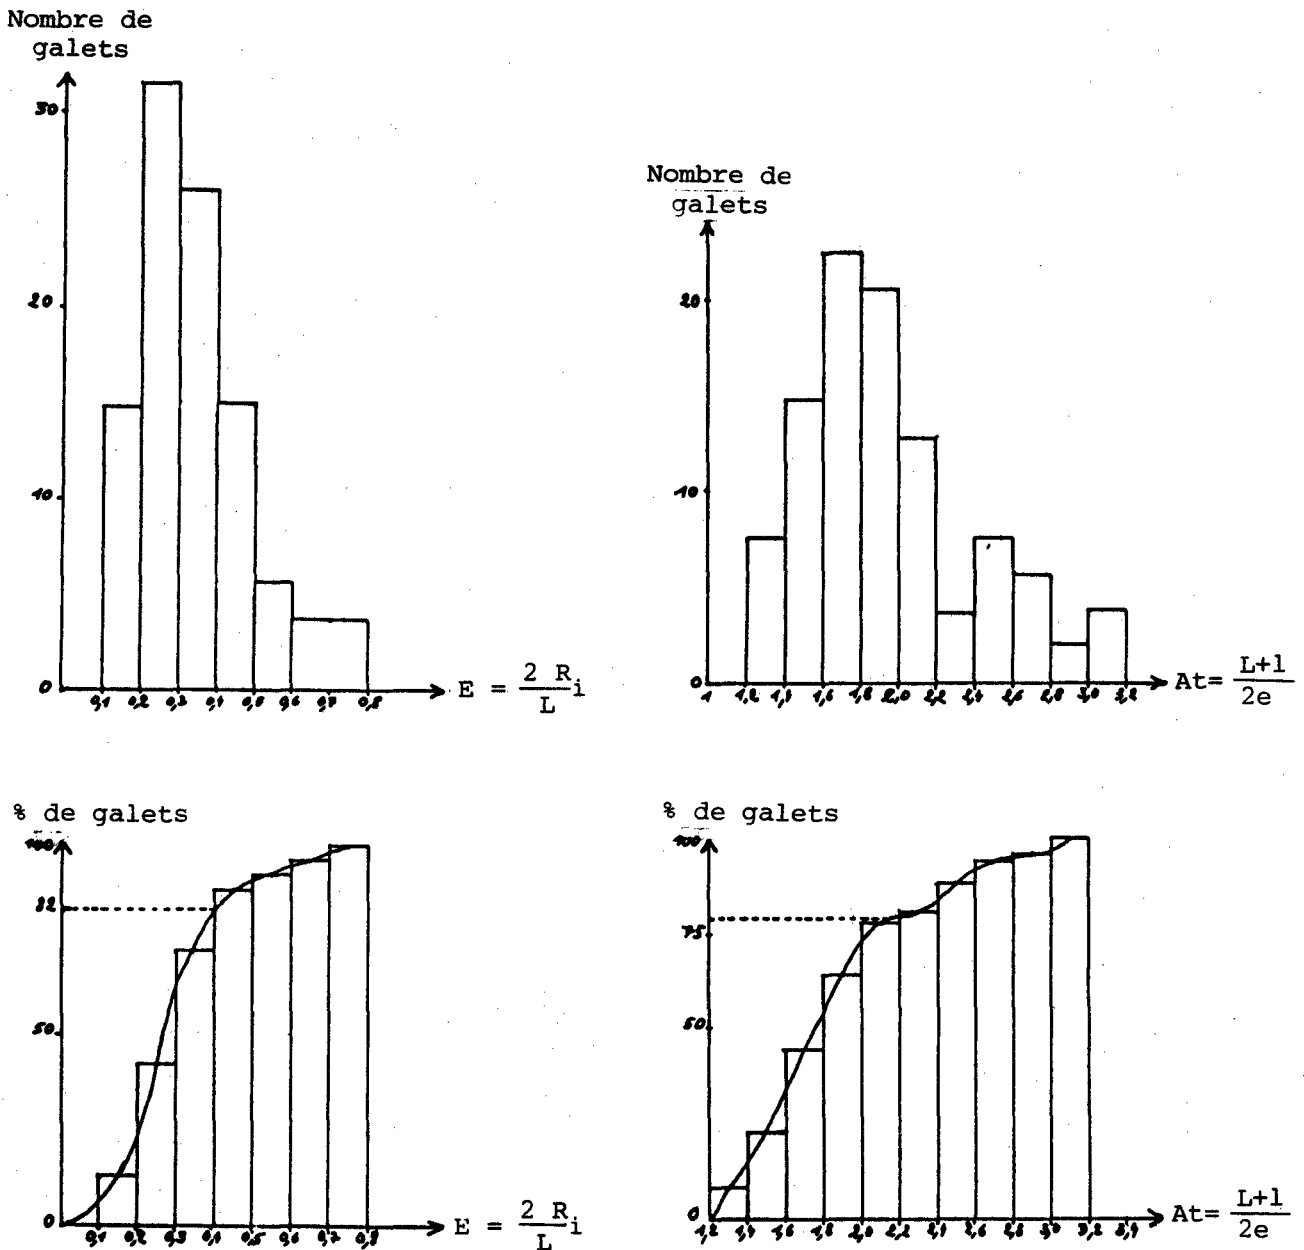 Nombre de
galets
30
20
10
0
0,1 0,2 0,3 0,4 0,5 0,6 0,7 0,8
E = 2 Ri / L
Nombre de
galets
20
10
0
1 1,2 1,4 1,6 1,8 2,0 2,2 2,4 2,6 2,8 3,0 3,2
At= L+l / 2e
% de galets
100
82
50
0
0,1 0,2 0,3 0,4 0,5 0,6 0,7 0,8
E = 2 Ri / L
% de galets
100
75
50
0
1,2 1,4 1,6 1,8 2,0 2,2 2,4 2,6 2,8 3,0 3,2 3,4
At= L+l / 2e